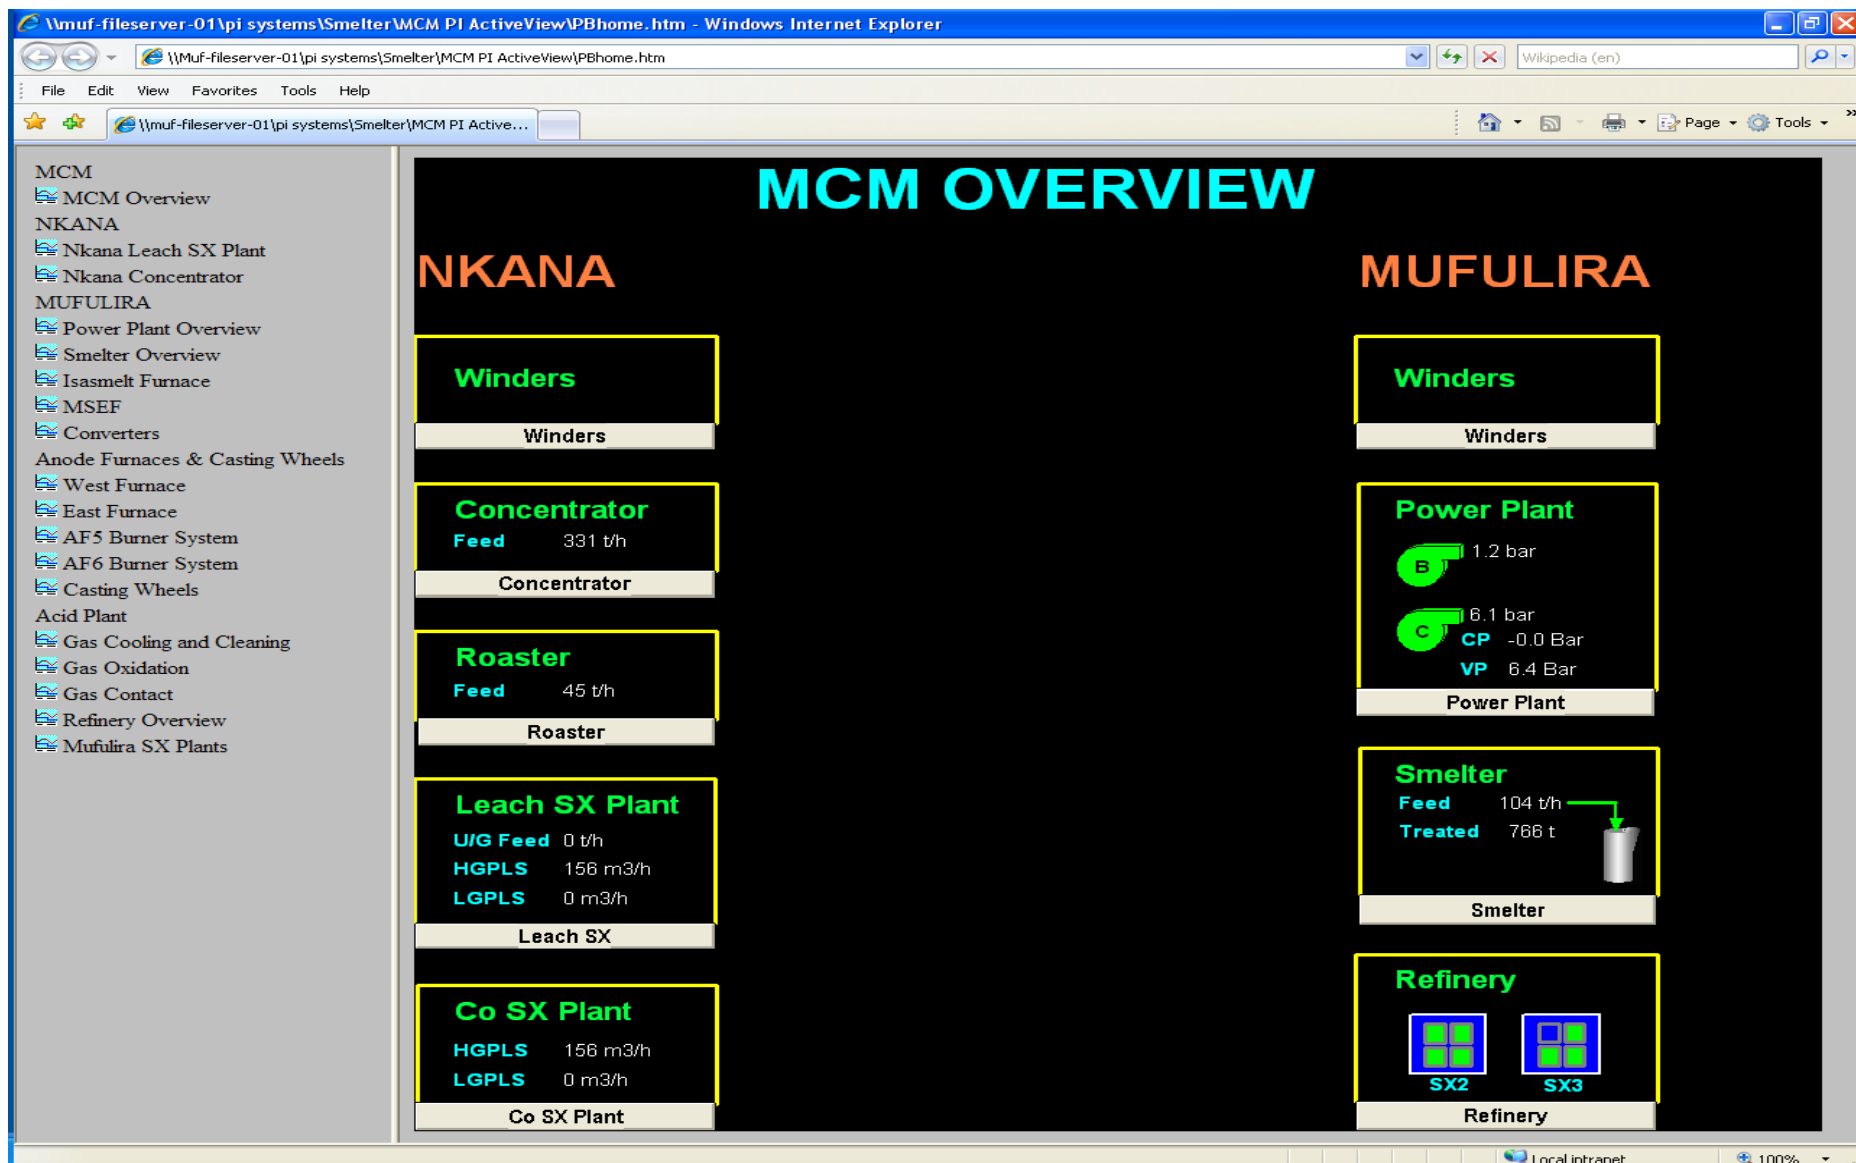 \\muf-fileserver-01\pi systems\Smelter\MCM PI ActiveView\PBhome.htm - Windows Internet Explorer
\\Muf-fileserver-01\pi systems\Smelter\MCM PI ActiveView\PBhome.htm
Wikipedia (en)
File Edit View Favorites Tools Help
\\muf-fileserver-01\pi systems\Smelter\MCM PI Active...
Page Tools »
MCM
MCM Overview
NKANA
Nkana Leach SX Plant
Nkana Concentrator
MUFULIRA
Power Plant Overview
Smelter Overview
Isasmelt Furnace
MSEF
Converters
Anode Furnaces & Casting Wheels
West Furnace
East Furnace
AF5 Burner System
AF6 Burner System
Casting Wheels
Acid Plant
Gas Cooling and Cleaning
Gas Oxidation
Gas Contact
Refinery Overview
Mufulira SX Plants
MCM OVERVIEW
NKANA
Winders
Winders
Concentrator
Feed 331 t/h
Concentrator
Roaster
Feed 45 t/h
Roaster
Leach SX Plant
U/G Feed 0 t/h
HGPLS 156 m3/h
LGPLS 0 m3/h
Leach SX
Co SX Plant
HGPLS 156 m3/h
LGPLS 0 m3/h
Co SX Plant
MUFULIRA
Winders
Winders
Power Plant
B 1.2 bar
6.1 bar
C
CP -0.0 Bar
VP 6.4 Bar
Power Plant
Smelter
Feed 104 t/h
Treated 766 t
Smelter
Refinery
SX2 SX3
Refinery
Local intranet 100%